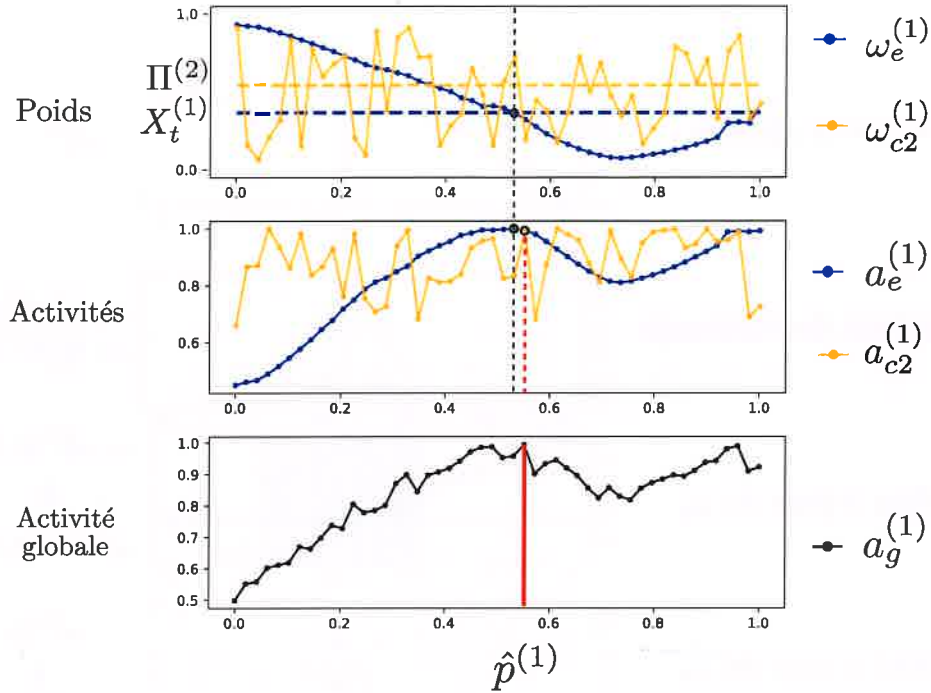 1,0
Π^(2)
Poids
X_t^(1)
0.0
0.0 0.2 0.4 0.6 0.8 1.0
ω_e^(1)
ω_c2^(1)
1.0
0.8
0.6
Activités
0.0 0.2 0.4 0.6 0.8 1.0
a_e^(1)
a_c2^(1)
1.0
0.9
0.8
0.7
0.6
0.5
Activité
globale
0.0 0.2 0.4 0.6 0.8 1.0
a_g^(1)
p̂^(1)